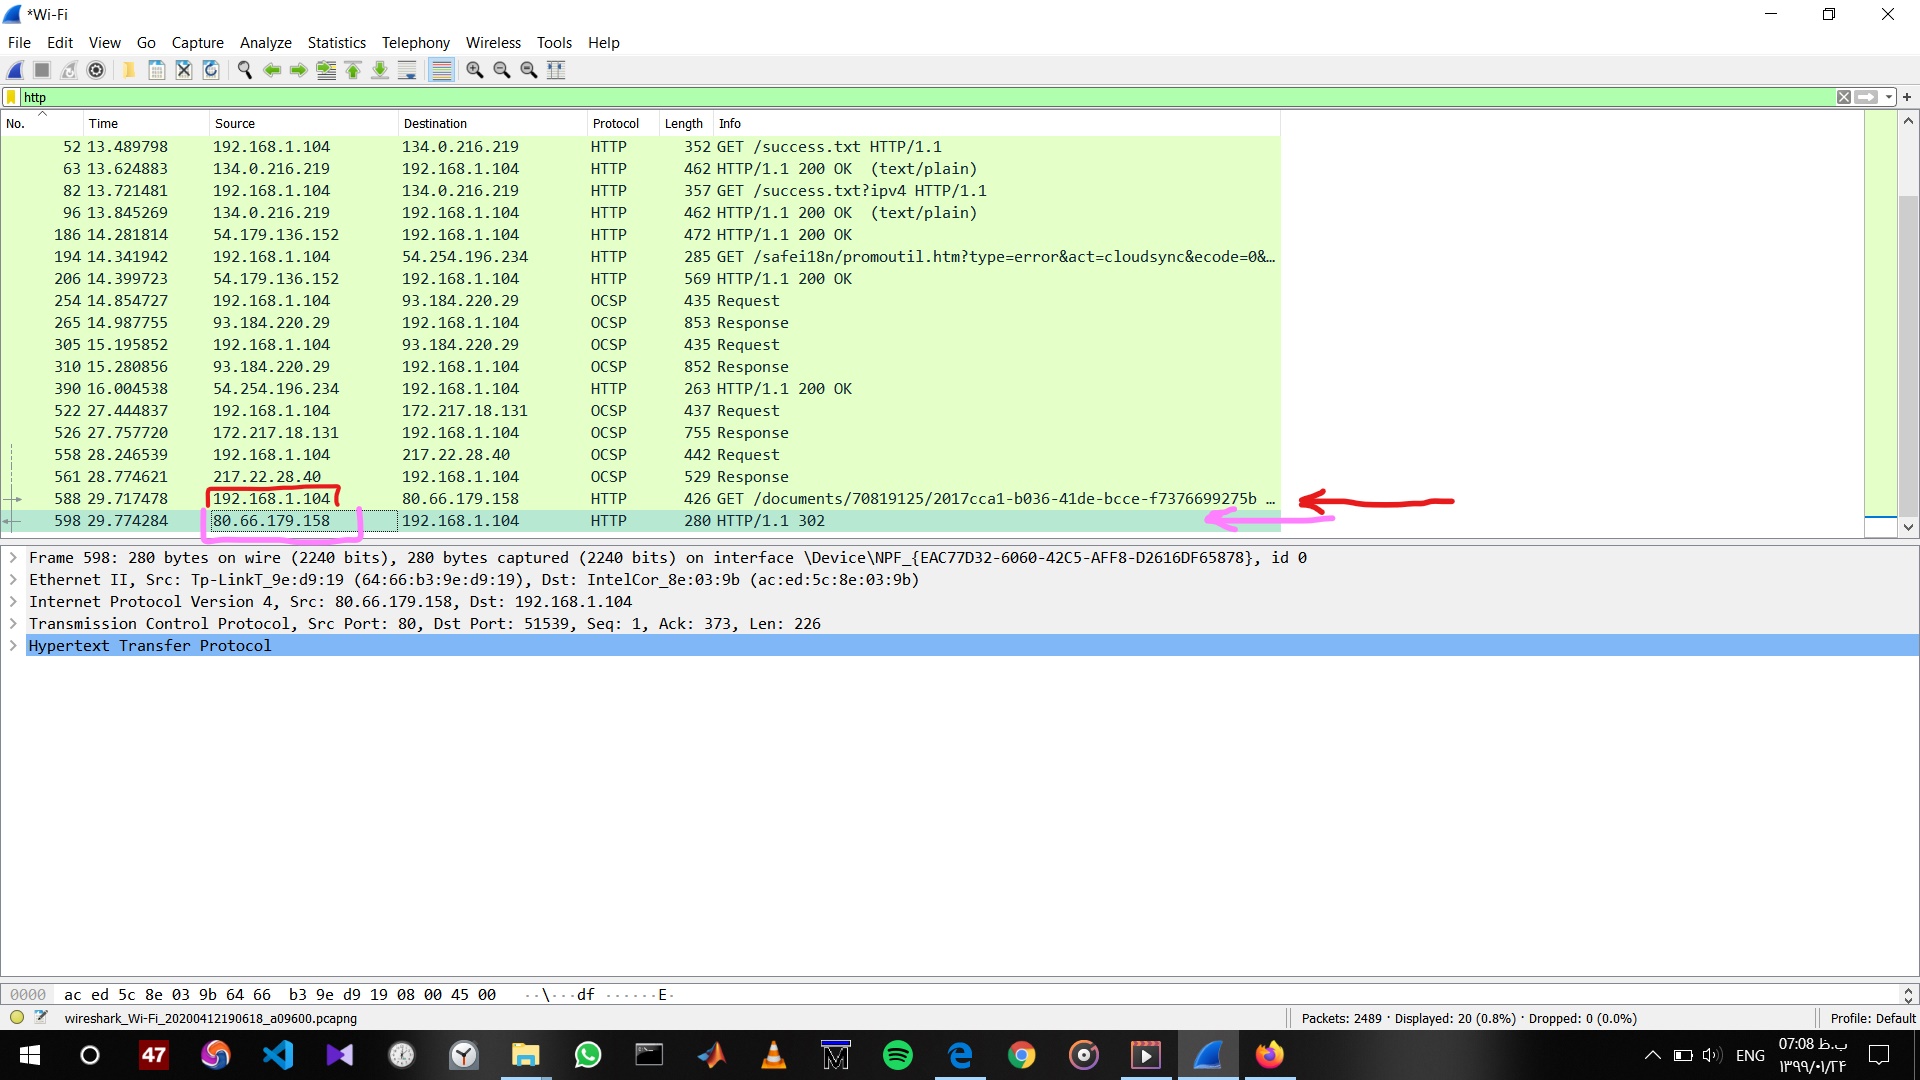 *Wi-Fi
File Edit View Go Capture Analyze Statistics Telephony Wireless Tools Help
http
No. Time Source Destination Protocol Length Info
52 13.489798 192.168.1.104 134.0.216.219 HTTP 352 GET /success.txt HTTP/1.1
63 13.624883 134.0.216.219 192.168.1.104 HTTP 462 HTTP/1.1 200 OK (text/plain)
82 13.721481 192.168.1.104 134.0.216.219 HTTP 357 GET /success.txt?ipv4 HTTP/1.1
96 13.845269 134.0.216.219 192.168.1.104 HTTP 462 HTTP/1.1 200 OK (text/plain)
186 14.281814 54.179.136.152 192.168.1.104 HTTP 472 HTTP/1.1 200 OK
194 14.341942 192.168.1.104 54.254.196.234 HTTP 285 GET /safei18n/promoutil.htm?type=error&act=cloudsync&ecode=0&…
206 14.399723 54.179.136.152 192.168.1.104 HTTP 569 HTTP/1.1 200 OK
254 14.854727 192.168.1.104 93.184.220.29 OCSP 435 Request
265 14.987755 93.184.220.29 192.168.1.104 OCSP 853 Response
305 15.195852 192.168.1.104 93.184.220.29 OCSP 435 Request
310 15.280856 93.184.220.29 192.168.1.104 OCSP 852 Response
390 16.004538 54.254.196.234 192.168.1.104 HTTP 263 HTTP/1.1 200 OK
522 27.444837 192.168.1.104 172.217.18.131 OCSP 437 Request
526 27.757720 172.217.18.131 192.168.1.104 OCSP 755 Response
558 28.246539 192.168.1.104 217.22.28.40 OCSP 442 Request
561 28.774621 217.22.28.40 192.168.1.104 OCSP 529 Response
588 29.717478 192.168.1.104 80.66.179.158 HTTP 426 GET /documents/70819125/2017cca1-b036-41de-bcce-f7376699275b …
598 29.774284 80.66.179.158 192.168.1.104 HTTP 280 HTTP/1.1 302
Frame 598: 280 bytes on wire (2240 bits), 280 bytes captured (2240 bits) on interface \Device\NPF_{EAC77D32-6060-42C5-AFF8-D2616DF65878}, id 0
Ethernet II, Src: Tp-LinkT_9e:d9:19 (64:66:b3:9e:d9:19), Dst: IntelCor_8e:03:9b (ac:ed:5c:8e:03:9b)
Internet Protocol Version 4, Src: 80.66.179.158, Dst: 192.168.1.104
Transmission Control Protocol, Src Port: 80, Dst Port: 51539, Seq: 1, Ack: 373, Len: 226
Hypertext Transfer Protocol
0000 ac ed 5c 8e 03 9b 64 66 b3 9e d9 19 08 00 45 00 ··\···df ······E·
wireshark_Wi-Fi_20200412190618_a09600.pcapng Packets: 2489 · Displayed: 20 (0.8%) · Dropped: 0 (0.0%) Profile: Default
47 ENG 07:08 ب.ظ
۱۳۹۹/۰۱/۲۴